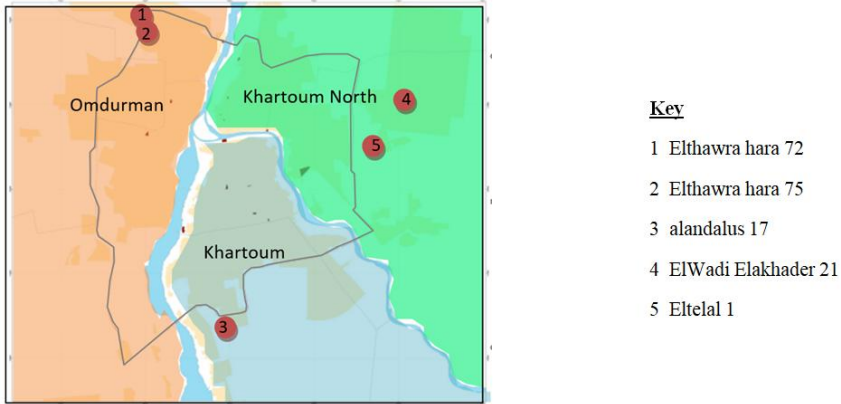 1
2
Omdurman
Khartoum North
4
5
Khartoum
3
Key
1 Elthawra hara 72
2 Elthawra hara 75
3 alandalus 17
4 ElWadi Elakhader 21
5 Eltelal 1